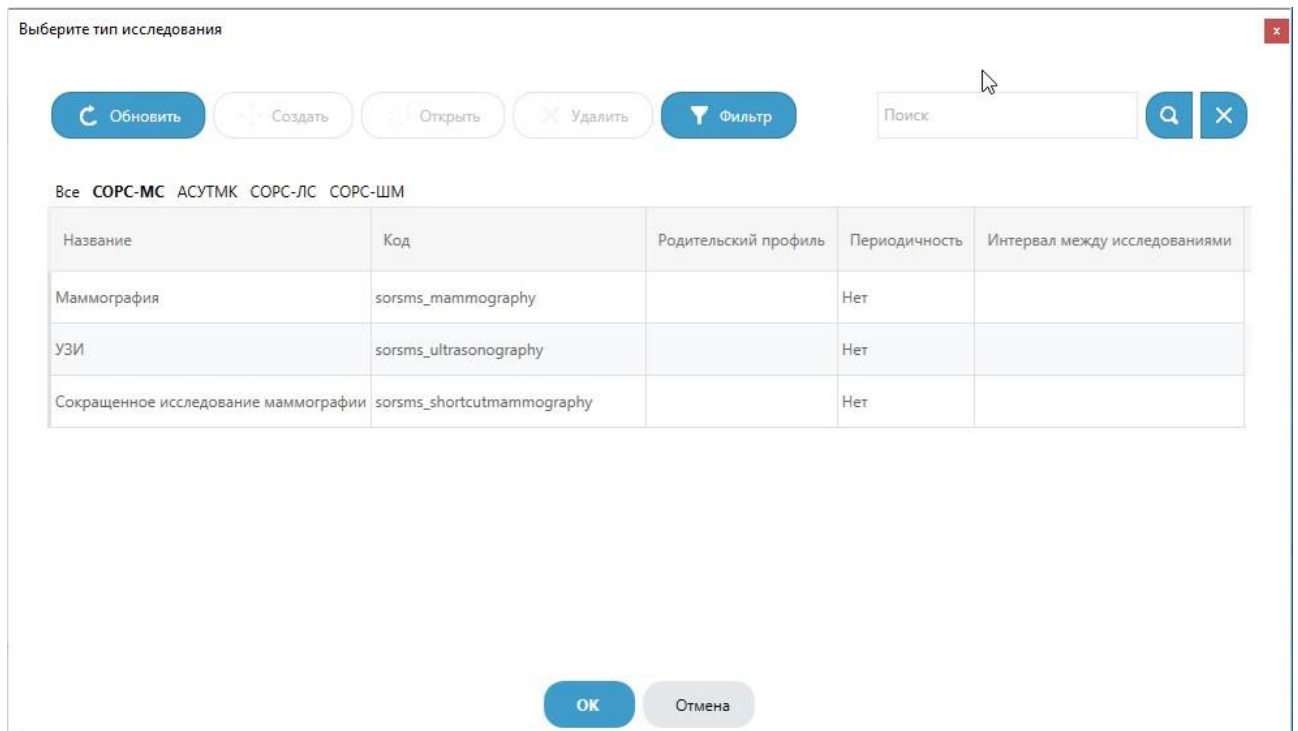 Выберите тип исследования
x
Обновить Создать Открыть Удалить Фильтр Поиск
Все СОРС-МС АСУТМК СОРС-ЛС СОРС-ШМ
Название Код Родительский профиль Периодичность Интервал между исследованиями
Маммография sorsms_mammography Нет
УЗИ sorsms_ultrasonography Нет
Сокращенное исследование маммографии sorsms_shortcutmammography Нет
ОК Отмена